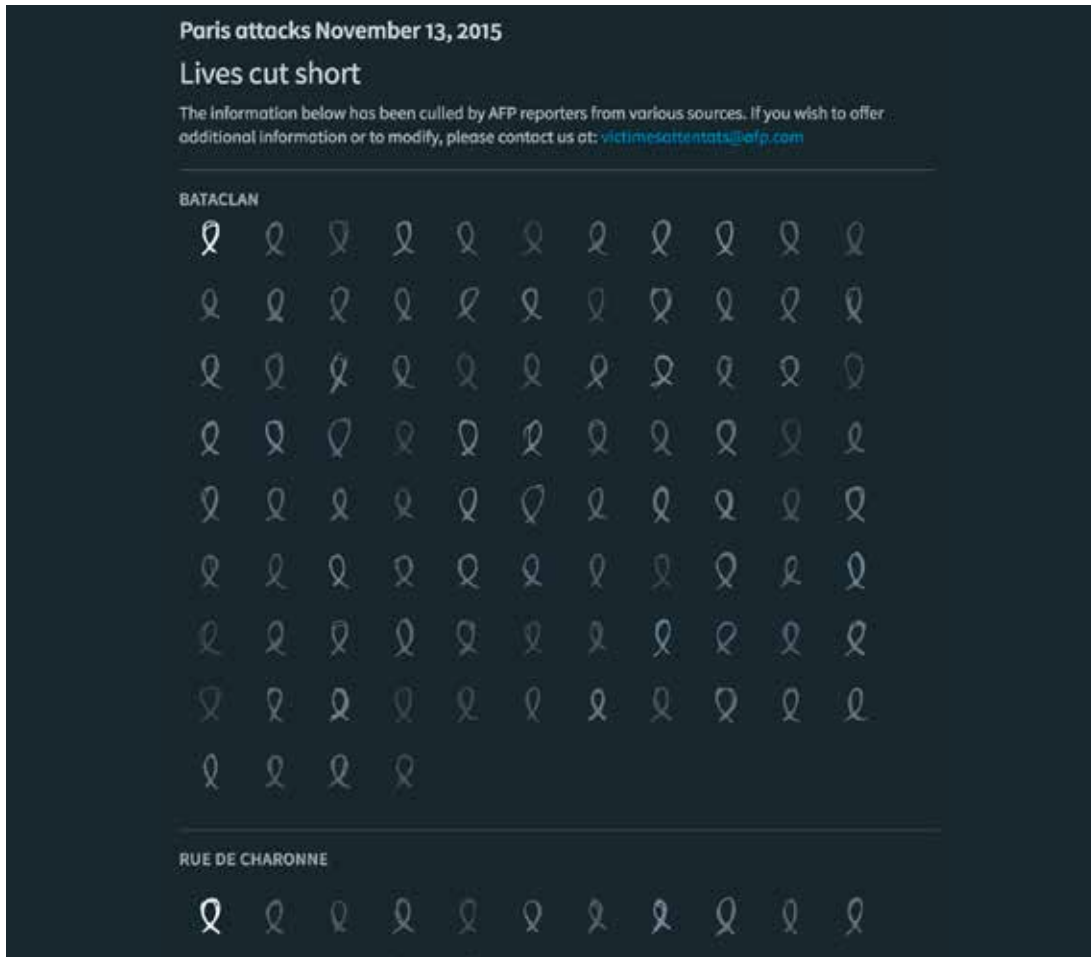 Paris attacks November 13, 2015
Lives cut short
The information below has been culled by AFP reporters from various sources. If you wish to offer
additional information or to modify, please contact us at: victimesattentats@afp.com
BATACLAN
RUE DE CHARONNE